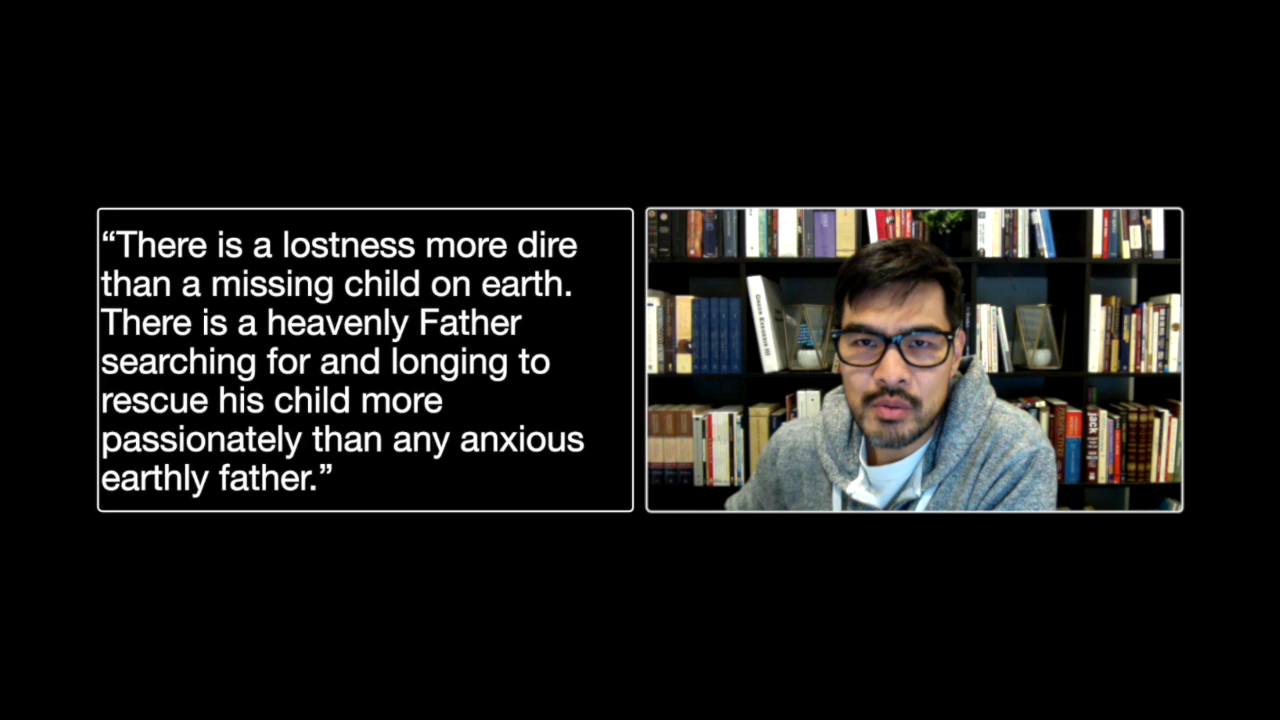 “There is a lostness more dire
than a missing child on earth.
There is a heavenly Father
searching for and longing to
rescue his child more
passionately than any anxious
earthly father.”